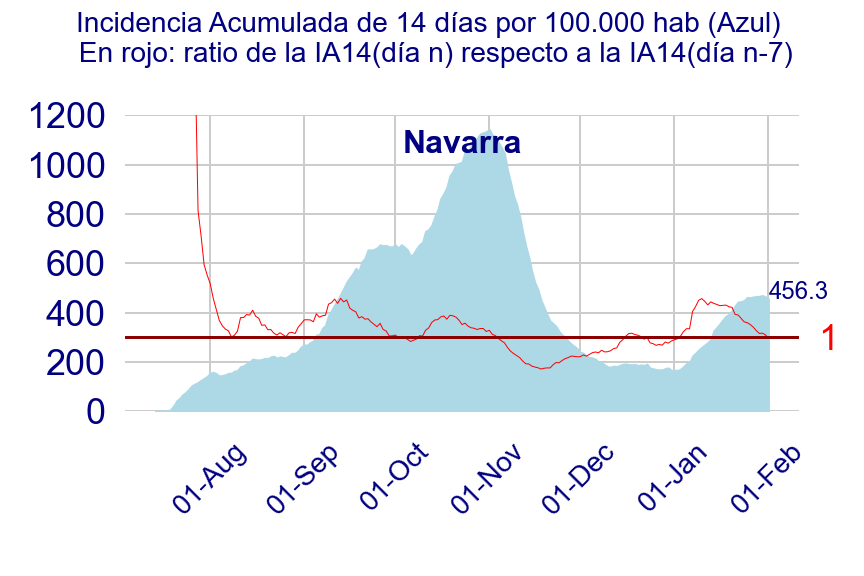 Incidencia Acumulada de 14 días por 100.000 hab (Azul)
En rojo: ratio de la IA14(día n) respecto a la IA14(día n-7)
1200
Navarra
1000
800
600
456.3
400
1
200
0
01-Aug
01-Sep
01-Oct
01-Nov
01-Dec
01-Jan
01-Feb